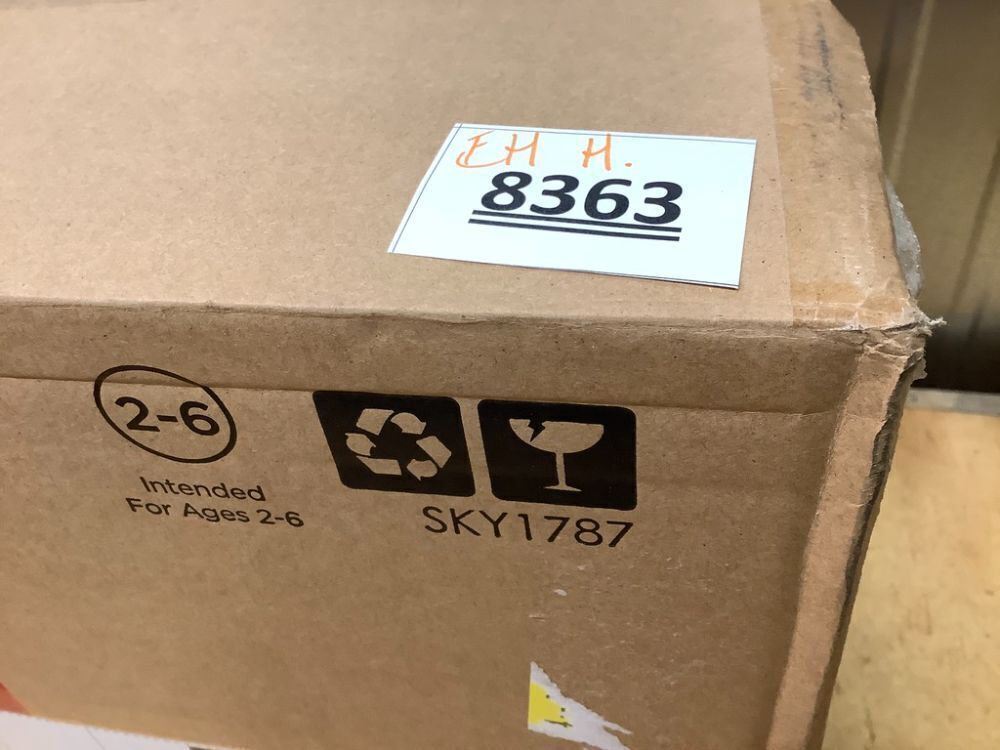 EH H.
8363
2-6
Intended
For Ages 2-6
SKY1787